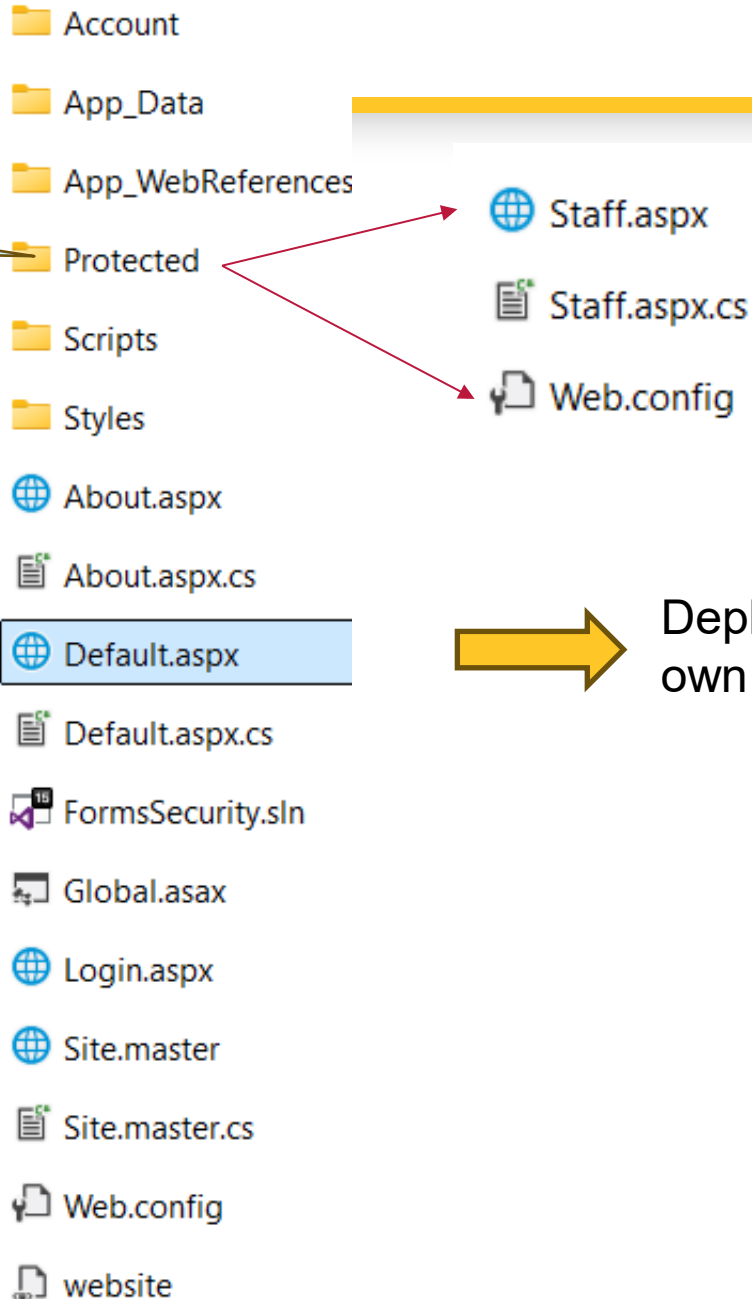 Account
App_Data
App_WebReferences
Protected
Scripts
Styles
About.aspx
About.aspx.cs
Default.aspx
Default.aspx.cs
FormsSecurity.sln
Global.asax
Login.aspx
Site.master
Site.master.cs
Web.config
website
Staff.aspx
Staff.aspx.cs
Web.config
own